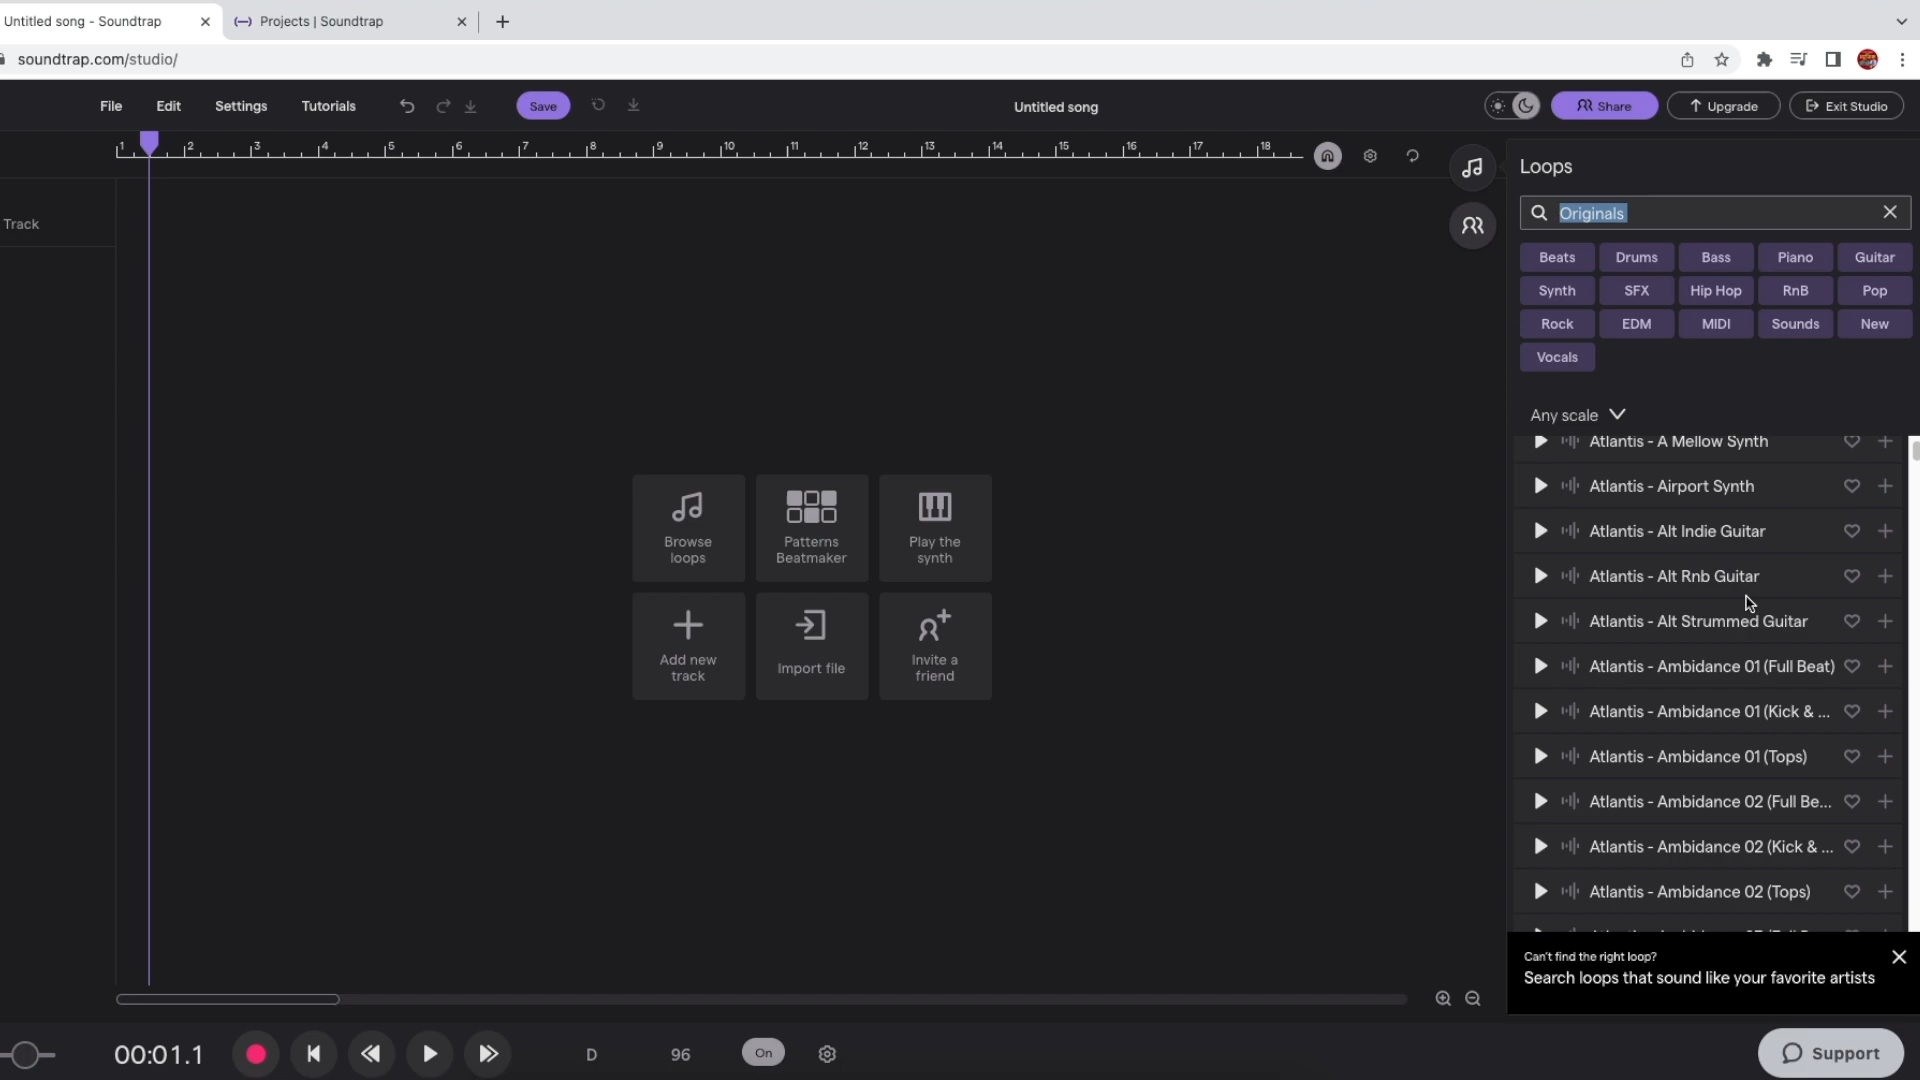 Untitled song - Soundtrap
Projects | Soundtrap
soundtrap.com/studio/
File Edit Settings Tutorials Save Untitled song Share Upgrade Exit Studio
1 2 3 4 5 6 7 8 9 10 11 12 13 14 15 16 17 18
Track
Loops
Originals
Beats Drums Bass Piano Guitar
Synth SFX Hip Hop RnB Pop
Rock EDM MIDI Sounds New
Vocals
Any scale
Atlantis - A Mellow Synth
Atlantis - Airport Synth
Atlantis - Alt Indie Guitar
Atlantis - Alt Rnb Guitar
Atlantis - Alt Strummed Guitar
Atlantis - Ambidance 01 (Full Beat)
Atlantis - Ambidance 01 (Kick & ...
Atlantis - Ambidance 01 (Tops)
Atlantis - Ambidance 02 (Full Be...
Atlantis - Ambidance 02 (Kick & ...
Atlantis - Ambidance 02 (Tops)
Browse
loops
Patterns
Beatmaker
Play the
synth
Add new
track
Import file
Invite a
friend
Can't find the right loop?
Search loops that sound like your favorite artists
00:01.1
D
96
On
Support